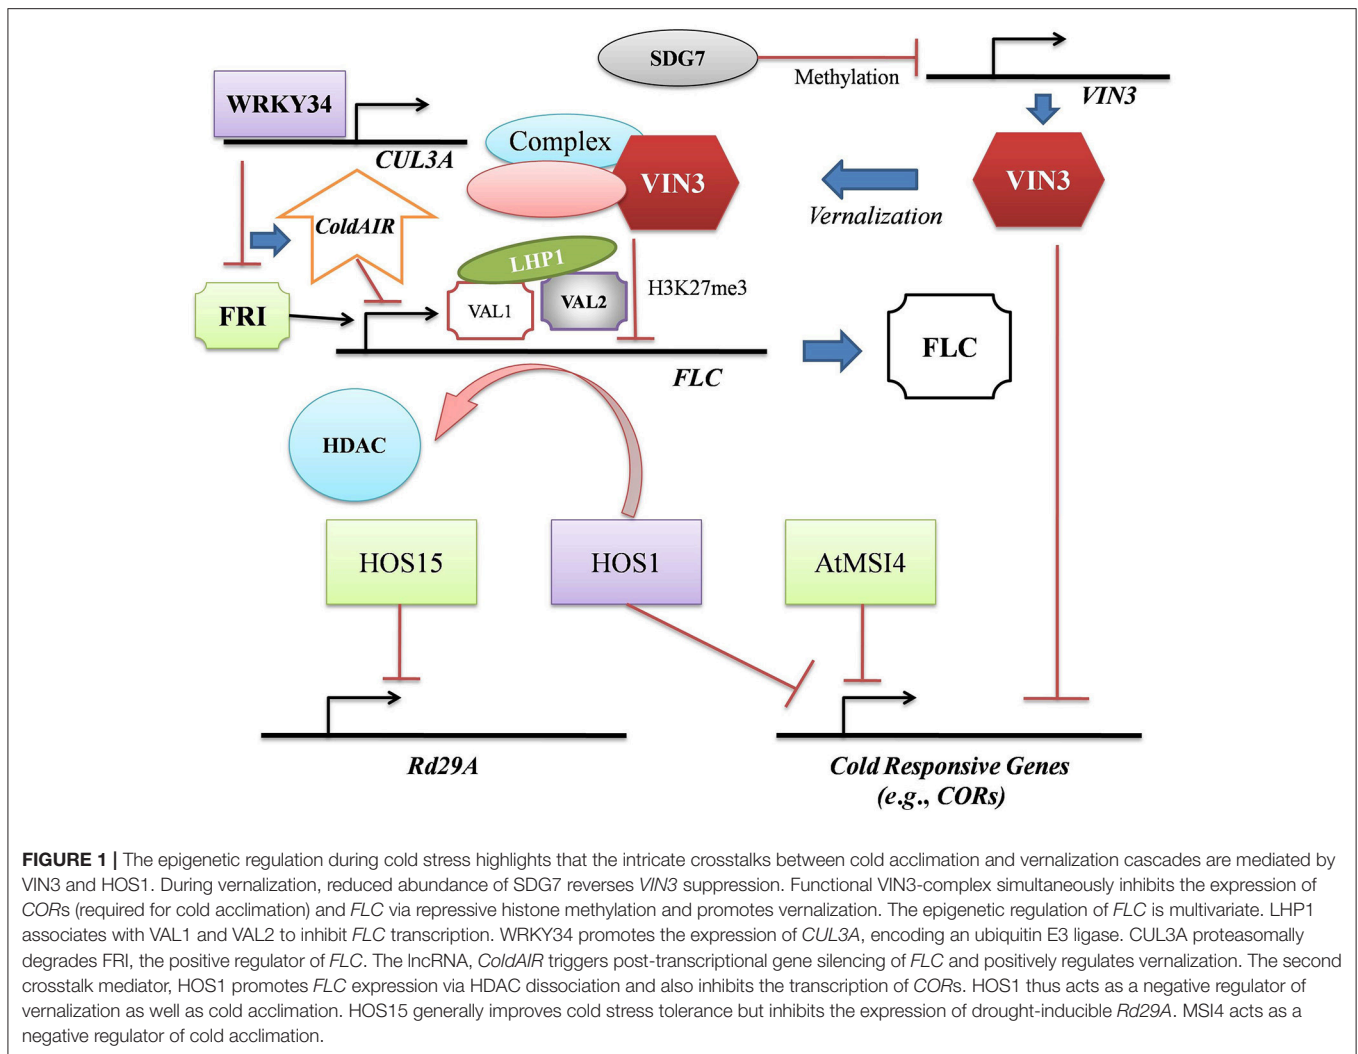 SDG7
Methylation
VIN3
WRKY34
CUL3A
Complex
VIN3
VIN3
Vernalization
ColdAIR
LHP1
H3K27me3
VAL1
VAL2
FRI
FLC
FLC
HDAC
HOS15
HOS1
AtMSI4
Rd29A
Cold Responsive Genes
(e.g., CORs)
FIGURE 1 | The epigenetic regulation during cold stress highlights that the intricate crosstalks between cold acclimation and vernalization cascades are mediated by
VIN3 and HOS1. During vernalization, reduced abundance of SDG7 reverses VIN3 suppression. Functional VIN3-complex simultaneously inhibits the expression of
CORs (required for cold acclimation) and FLC via repressive histone methylation and promotes vernalization. The epigenetic regulation of FLC is multivariate. LHP1
associates with VAL1 and VAL2 to inhibit FLC transcription. WRKY34 promotes the expression of CUL3A, encoding an ubiquitin E3 ligase. CUL3A proteasomally
degrades FRI, the positive regulator of FLC. The lncRNA, ColdAIR triggers post-transcriptional gene silencing of FLC and positively regulates vernalization. The second
crosstalk mediator, HOS1 promotes FLC expression via HDAC dissociation and also inhibits the transcription of CORs. HOS1 thus acts as a negative regulator of
vernalization as well as cold acclimation. HOS15 generally improves cold stress tolerance but inhibits the expression of drought-inducible Rd29A. MSI4 acts as a
negative regulator of cold acclimation.